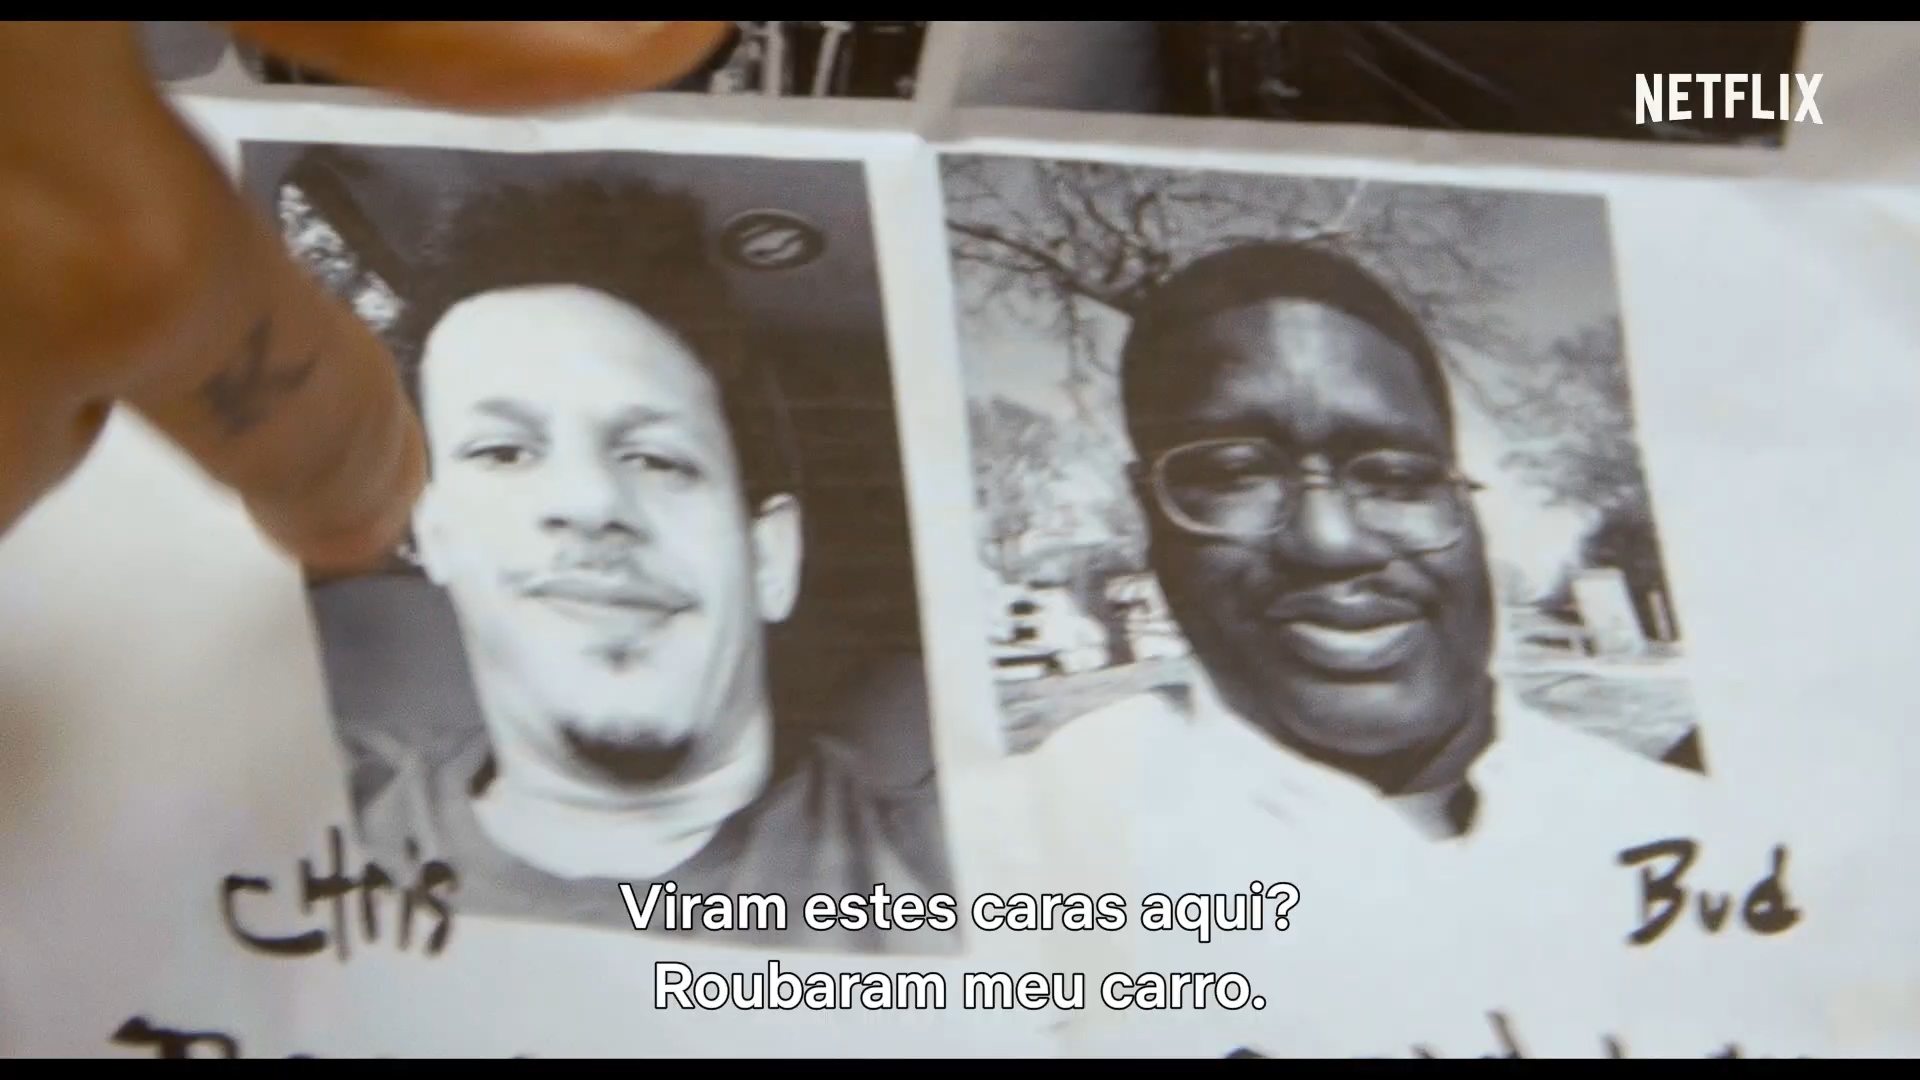 NETFLIX
Chris
Bud
Viram estes caras aqui?
Roubaram meu carro.